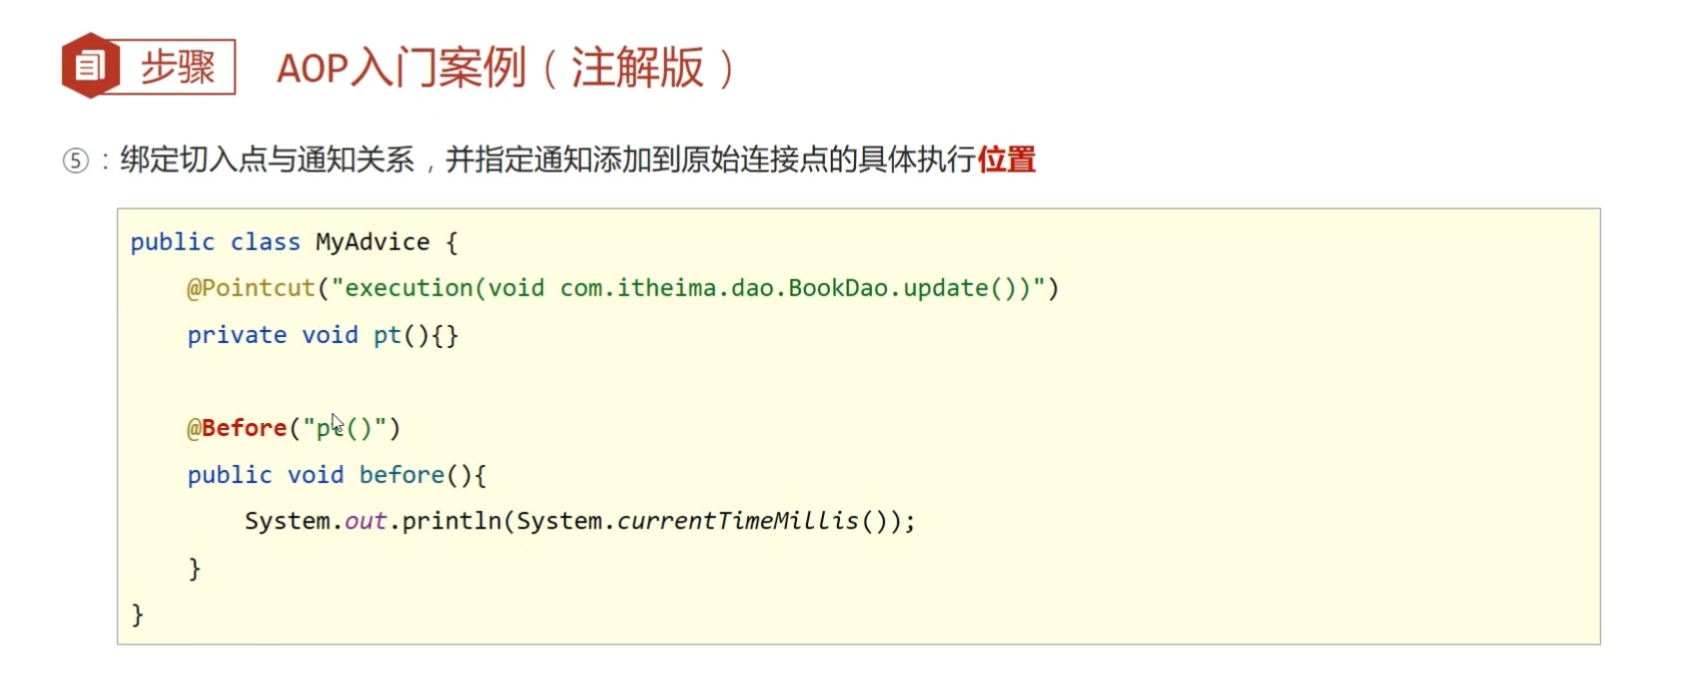 步骤 AOP入门案例（注解版）
⑤：绑定切入点与通知关系，并指定通知添加到原始连接点的具体执行位置
public class MyAdvice {
@Pointcut("execution(void com.itheima.dao.BookDao.update())")
private void pt(){}
@Before("pt()")
public void before(){
System.out.println(System.currentTimeMillis());
}
}